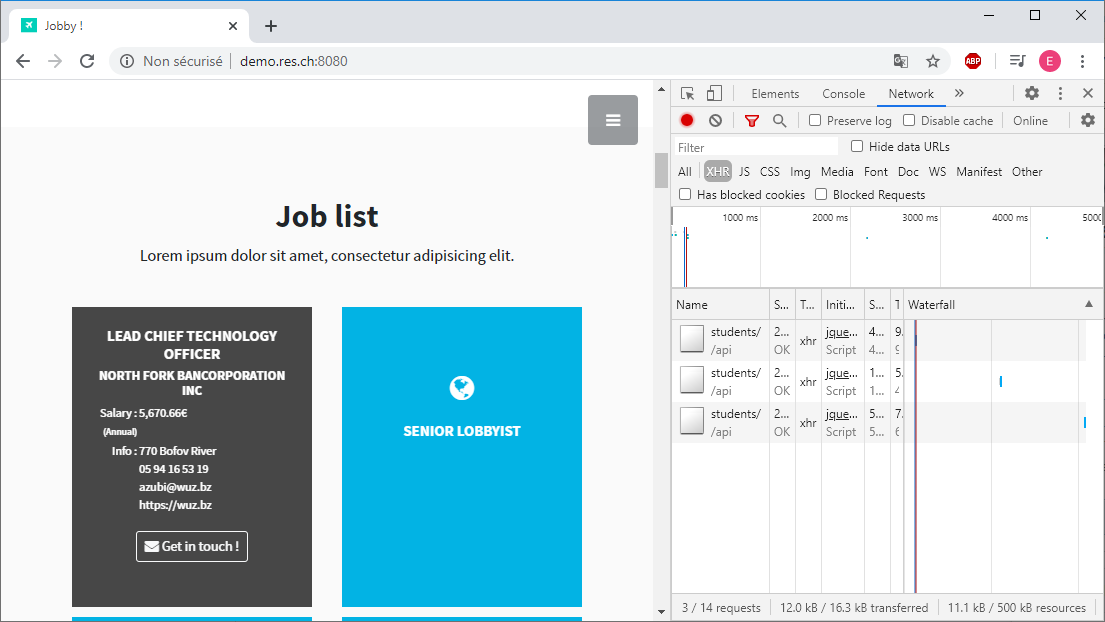 Jobby !
Non sécurisé
demo.res.ch:8080
ABP
E
Job list
Lorem ipsum dolor sit amet, consectetur adipisicing elit.
LEAD CHIEF TECHNOLOGY
OFFICER
NORTH FORK BANCORPORATION
INC
Salary : 5,670.66€
(Annual)
Info : 770 Bofov River
05 94 16 53 19
azubi@wuz.bz
https://wuz.bz
Get in touch !
SENIOR LOBBYIST
Elements Console Network »
Preserve log Disable cache Online
Filter Hide data URLs
All XHR JS CSS Img Media Font Doc WS Manifest Other
Has blocked cookies Blocked Requests
1000 ms 2000 ms 3000 ms 4000 ms 5000
Name S... T... Initi... S... T Waterfall
students/ 2... xhr jque... 4... 9.
/api OK Script 4... 9
students/ 2... xhr jque... 1... 5.
/api OK Script 1... 4
students/ 2... xhr jque... 5... 7.
/api OK Script 5... 6
3 / 14 requests 12.0 kB / 16.3 kB transferred 11.1 kB / 500 kB resources